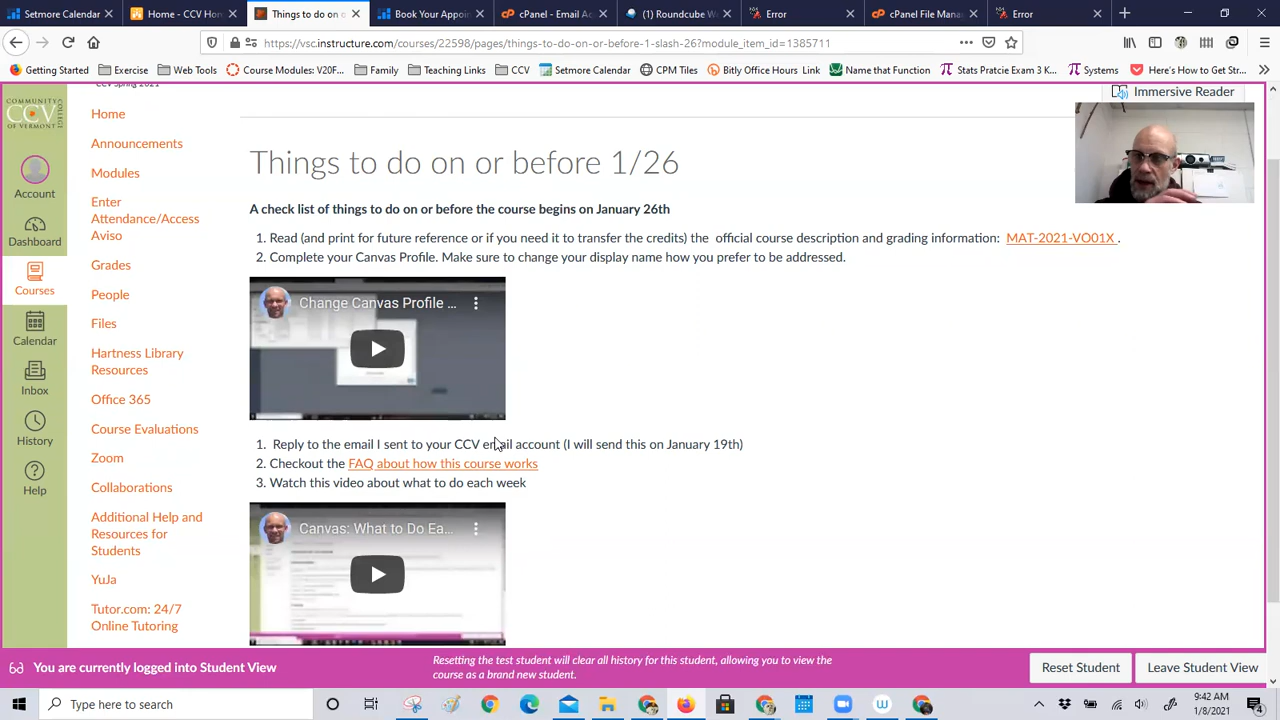 Setmore Calendar
Home - CCV Hor
Things to do on o
Book Your Appoi
cPanel - Email Ac
(1) Roundcube W
Error
cPanel File Mana
Error
https://vsc.instructure.com/courses/22598/pages/things-to-do-on-or-before-1-slash-26?module_item_id=1385711
Getting Started
Exercise
Web Tools
Course Modules: V20F...
Family
Teaching Links
CCV
Setmore Calendar
CPM Tiles
Bitly Office Hours Link
Name that Function
Stats Pratcie Exam 3 K...
Systems
Here's How to Get Str...
COMMUNITY COLLEGE
CCV
OF VERMONT
Account
Dashboard
Courses
Calendar
Inbox
History
Help
CCV Spring 2021
Home
Announcements
Modules
Enter
Attendance/Access
Aviso
Grades
People
Files
Hartness Library
Resources
Office 365
Course Evaluations
Zoom
Collaborations
Additional Help and
Resources for
Students
YuJa
Tutor.com: 24/7
Online Tutoring
Immersive Reader
Things to do on or before 1/26
A check list of things to do on or before the course begins on January 26th
1. Read (and print for future reference or if you need it to transfer the credits) the official course description and grading information: MAT-2021-VO01X .
2. Complete your Canvas Profile. Make sure to change your display name how you prefer to be addressed.
Change Canvas Profile ...
1. Reply to the email I sent to your CCV email account (I will send this on January 19th)
2. Checkout the FAQ about how this course works
3. Watch this video about what to do each week
Canvas: What to Do Ea...
You are currently logged into Student View
Resetting the test student will clear all history for this student, allowing you to view the
course as a brand new student.
Reset Student
Leave Student View
Type here to search
9:42 AM
1/8/2021
4